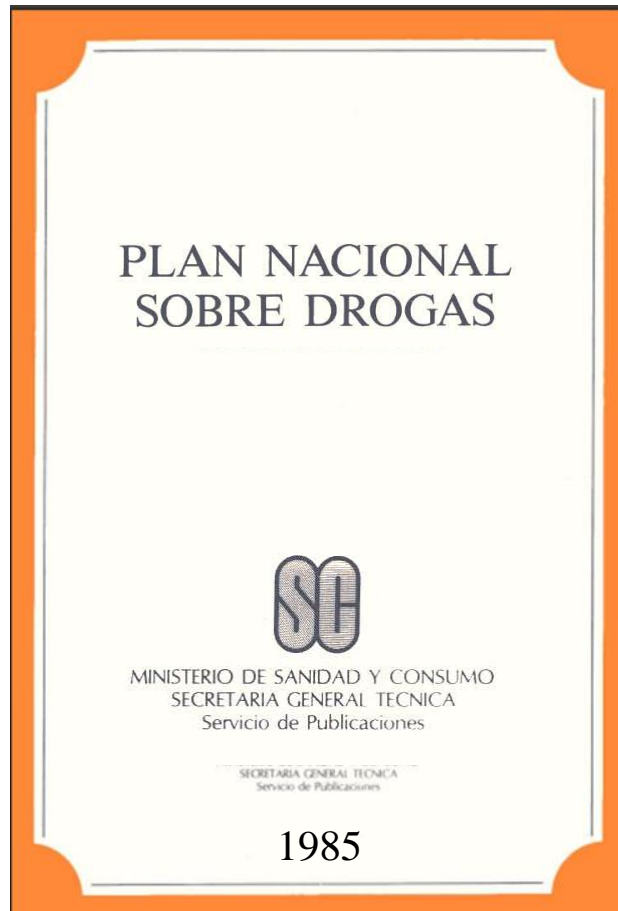 PLAN NACIONAL
SOBRE DROGAS
SC
MINISTERIO DE SANIDAD Y CONSUMO
SECRETARIA GENERAL TECNICA
Servicio de Publicaciones
SECRETARIA GENERAL TECNICA
Servicio de Publicaciones
1985